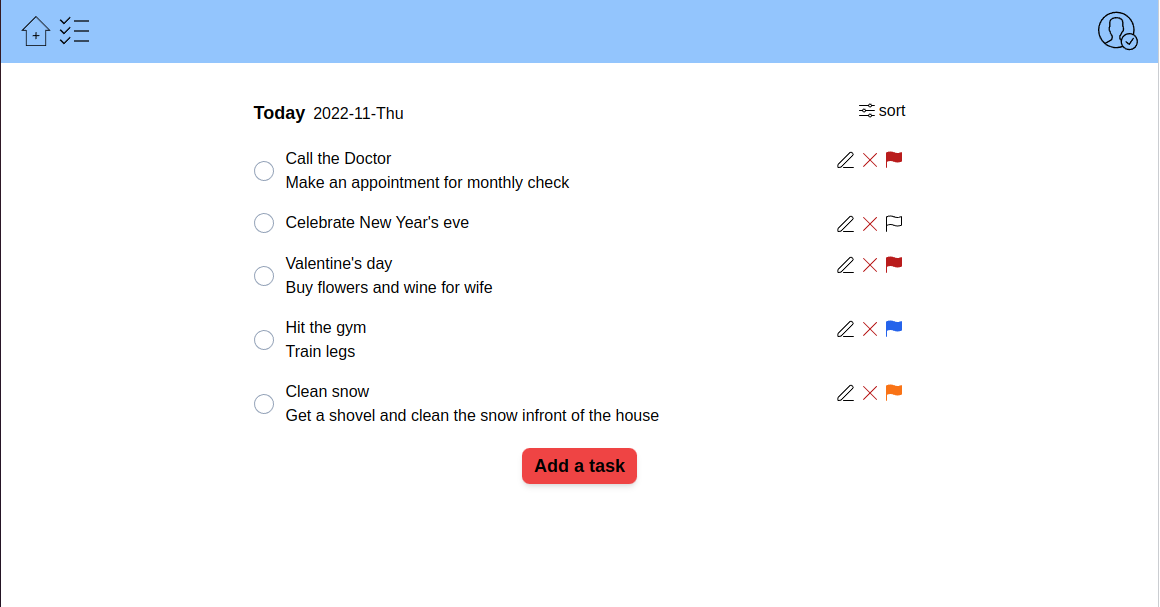 Today 2022-11-Thu
sort
Call the Doctor
Make an appointment for monthly check
Celebrate New Year's eve
Valentine's day
Buy flowers and wine for wife
Hit the gym
Train legs
Clean snow
Get a shovel and clean the snow infront of the house
Add a task